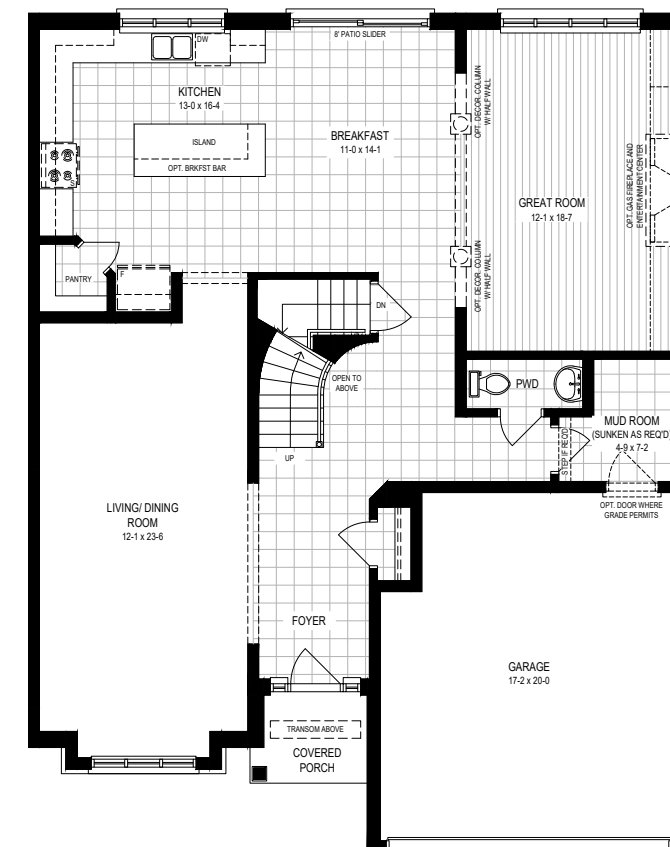 8' PATIO SLIDER
DW
KITCHEN
13-0 x 16-4
ISLAND
OPT. BRKFST BAR
S
BREAKFAST
11-0 x 14-1
OPT. DECOR. COLUMN
W/ HALF WALL
GREAT ROOM
12-1 x 18-7
OPT. GAS FIREPLACE AND
ENTERTAINMENT CENTER
OPT. DECOR. COLUMN
W/ HALF WALL
PANTRY
F
DN
OPEN TO
ABOVE
UP
PWD
MUD ROOM
(SUNKEN AS REQ'D)
4-9 x 7-2
STEP IF REQ'D
OPT. DOOR WHERE
GRADE PERMITS
LIVING/ DINING
ROOM
12-1 x 23-6
FOYER
GARAGE
17-2 x 20-0
TRANSOM ABOVE
COVERED
PORCH